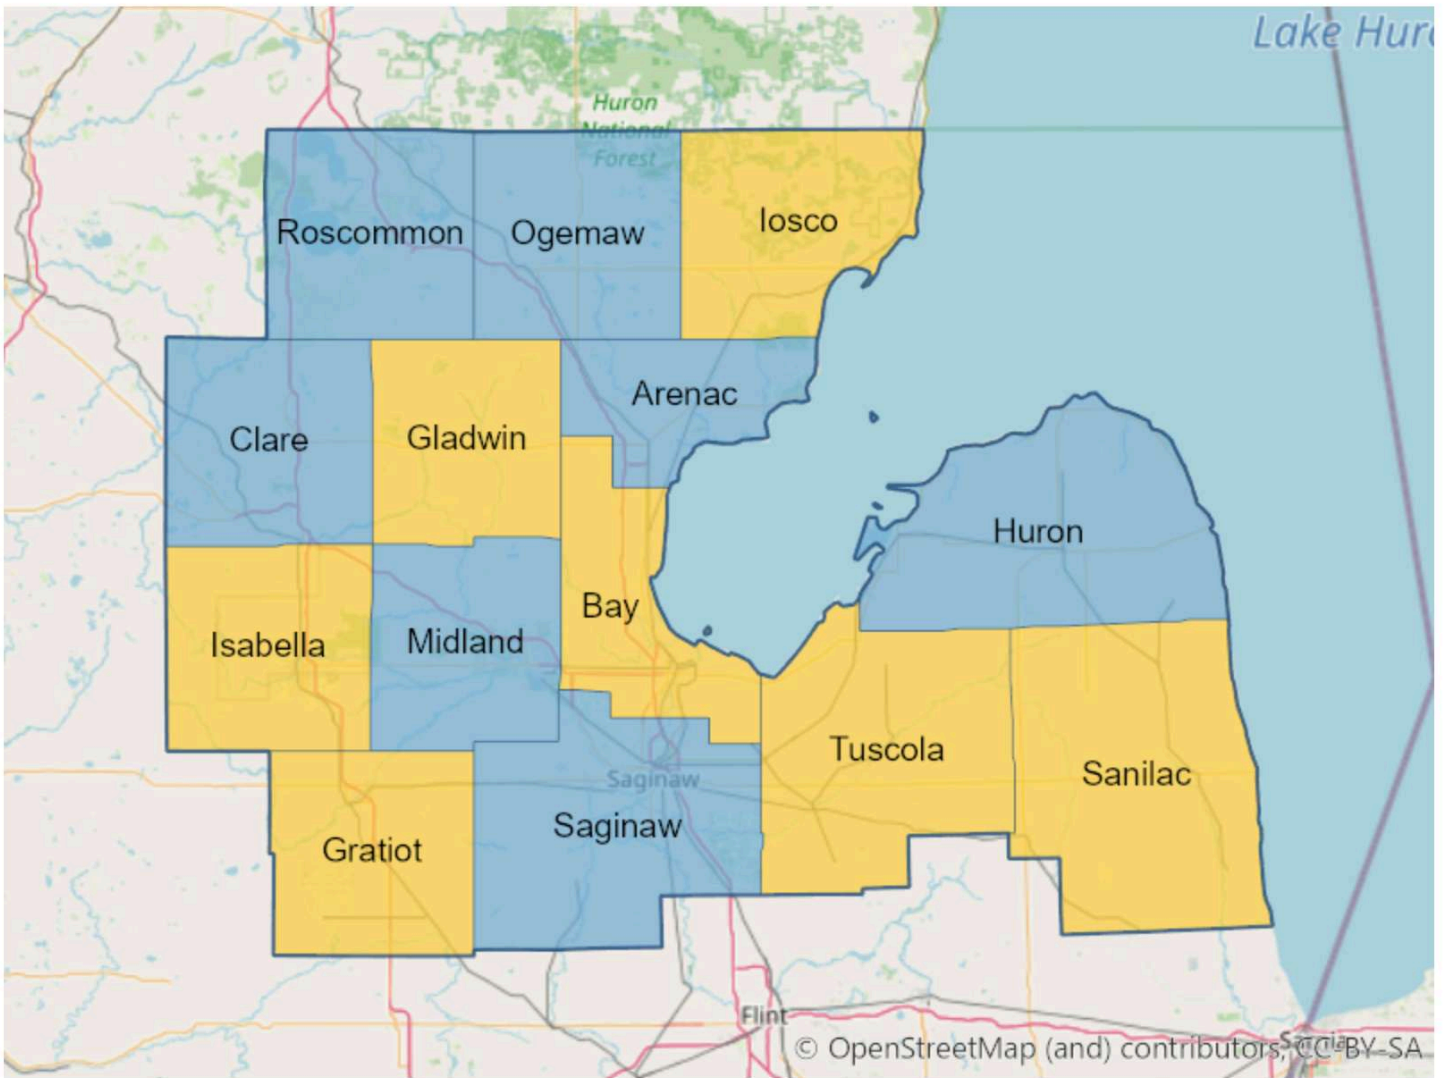 Lake Hur
Huron
National
Forest
Roscommon
Ogemaw
Iosco
Arenac
Clare
Gladwin
Huron
Bay
Isabella
Midland
Tuscola
Sanilac
Saginaw
Saginaw
Gratiot
Flint
© OpenStreetMap (and) contributors, CC-BY-SA